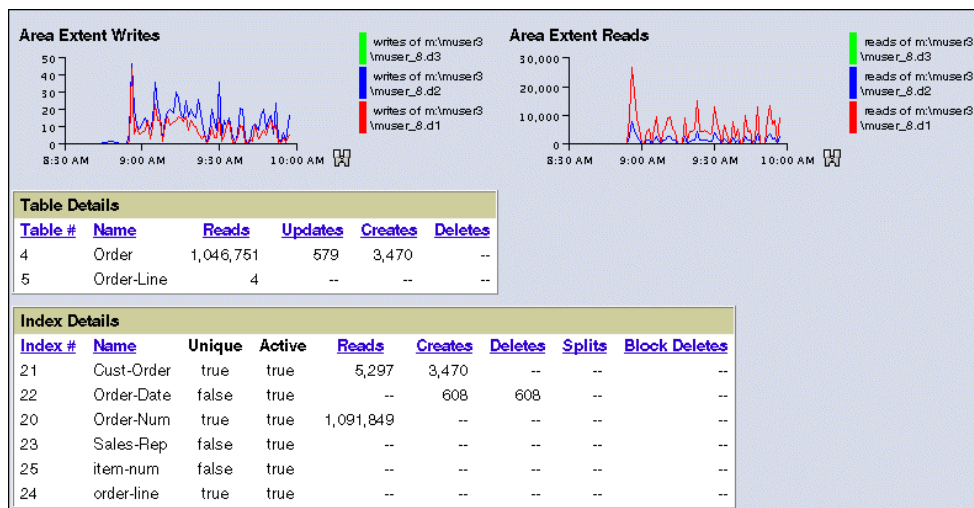 Area Extent Writes
50
40
30
20
10
0
8:30 AM 9:00 AM 9:30 AM 10:00 AM
writes of m:\muser3
\muser_8.d3
writes of m:\muser3
\muser_8.d2
writes of m:\muser3
\muser_8.d1
Area Extent Reads
30,000
20,000
10,000
0
8:30 AM 9:00 AM 9:30 AM 10:00 AM
reads of m:\muser3
\muser_8.d3
reads of m:\muser3
\muser_8.d2
reads of m:\muser3
\muser_8.d1
Table Details
Table # Name Reads Updates Creates Deletes
4 Order 1,046,751 579 3,470 --
5 Order-Line 4 -- -- --
Index Details
Index # Name Unique Active Reads Creates Deletes Splits Block Deletes
21 Cust-Order true true 5,297 3,470 -- -- --
22 Order-Date false true -- 608 608 -- --
20 Order-Num true true 1,091,849 -- -- -- --
23 Sales-Rep false true -- -- -- -- --
25 item-num false true -- -- -- -- --
24 order-line true true -- -- -- -- --